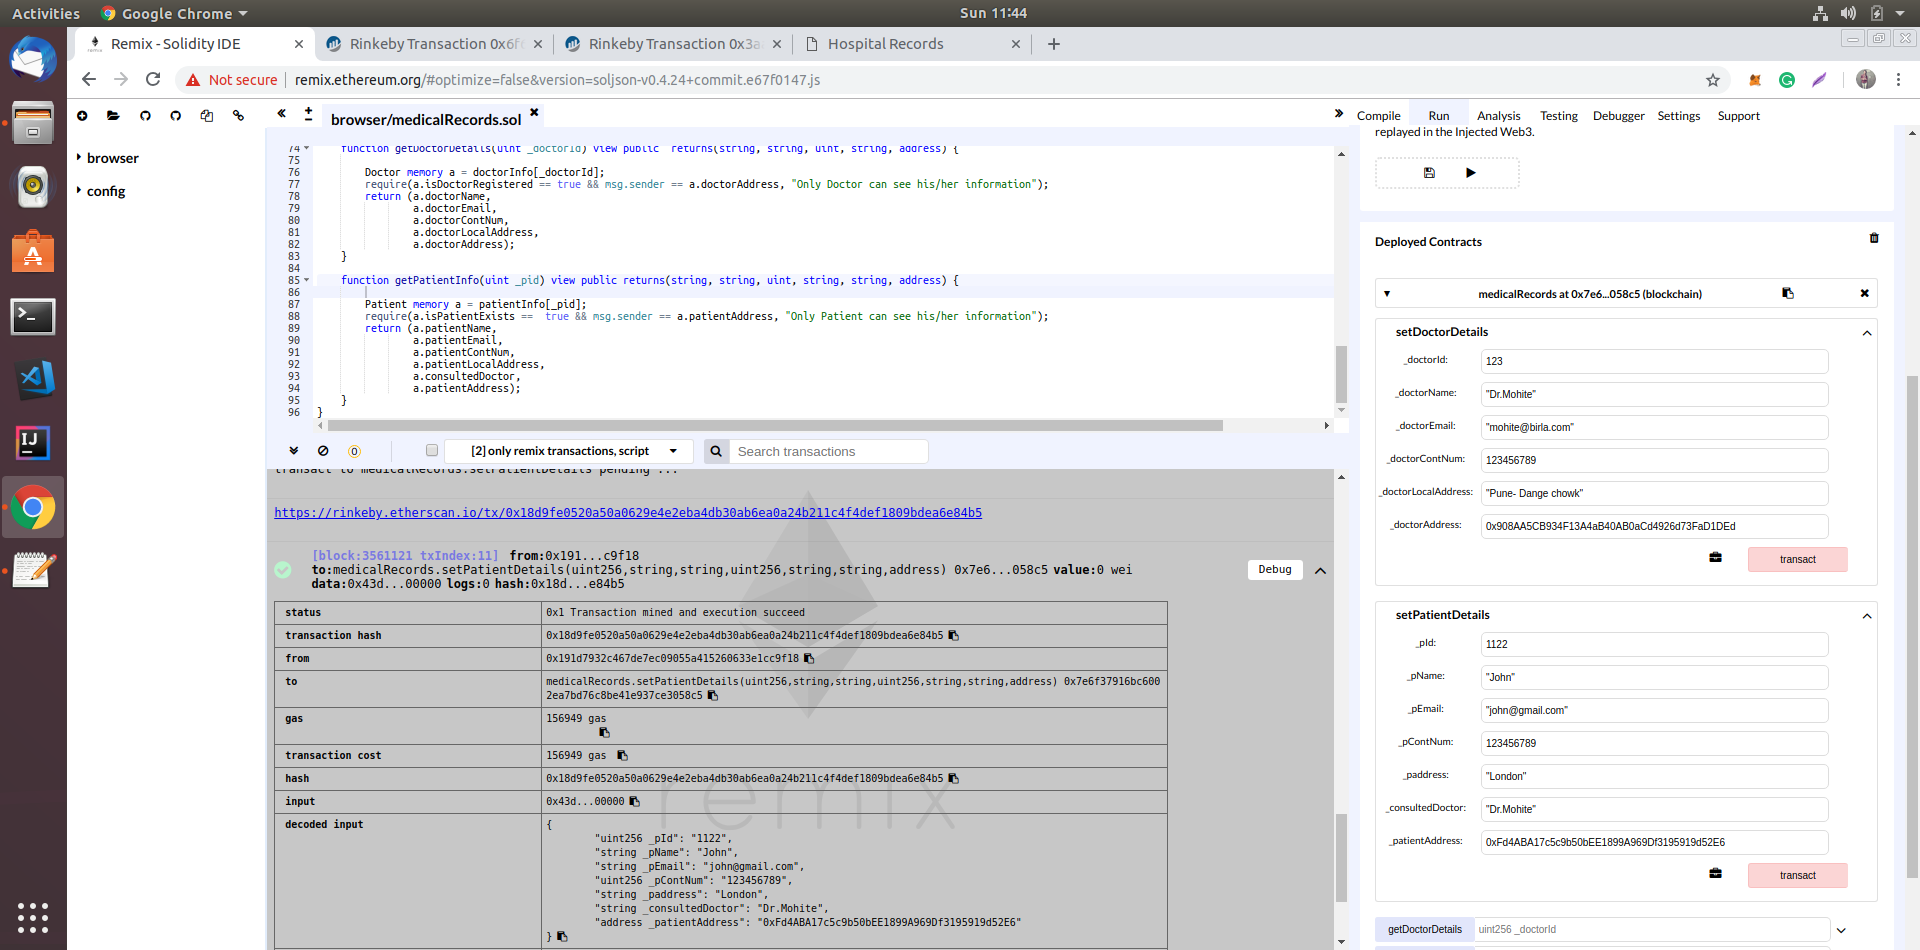 Activities
Google Chrome
Sun 11:44
Remix - Solidity IDE
Rinkeby Transaction 0x6f
Rinkeby Transaction 0x3a
Hospital Records
Not secure
remix.ethereum.org/#optimize=false&version=soljson-v0.4.24+commit.e67f0147.js
browser
config
browser/medicalRecords.sol
74 function getDoctorDetails(uint _doctorId) view public returns(string, string, uint, string, address) {
75
76 Doctor memory a = doctorInfo[_doctorId];
77 require(a.isDoctorRegistered == true && msg.sender == a.doctorAddress, "Only Doctor can see his/her information");
78 return (a.doctorName,
79 a.doctorEmail,
80 a.doctorContNum,
81 a.doctorLocalAddress,
82 a.doctorAddress);
83 }
84
85 function getPatientInfo(uint _pid) view public returns(string, string, uint, string, string, address) {
86
87 Patient memory a = patientInfo[_pid];
88 require(a.isPatientExists == true && msg.sender == a.patientAddress, "Only Patient can see his/her information");
89 return (a.patientName,
90 a.patientEmail,
91 a.patientContNum,
92 a.patientLocalAddress,
93 a.consultedDoctor,
94 a.patientAddress);
95 }
96 }
0
[2] only remix transactions, script
Search transactions
transact to medicalRecords.setPatientDetails pending ...
https://rinkeby.etherscan.io/tx/0x18d9fe0520a50a0629e4e2eba4db30ab6ea0a24b211c4f4def1809bdea6e84b5
[block:3561121 txIndex:11] from:0x191...c9f18
to:medicalRecords.setPatientDetails(uint256,string,string,uint256,string,string,address) 0x7e6...058c5 value:0 wei
data:0x43d...00000 logs:0 hash:0x18d...e84b5
Debug
status 0x1 Transaction mined and execution succeed
transaction hash 0x18d9fe0520a50a0629e4e2eba4db30ab6ea0a24b211c4f4def1809bdea6e84b5
from 0x191d7932c467de7ec09055a415260633e1cc9f18
to medicalRecords.setPatientDetails(uint256,string,string,uint256,string,string,address) 0x7e6f37916bc600
2ea7bd76c8be41e937ce3058c5
gas 156949 gas
transaction cost 156949 gas
hash 0x18d9fe0520a50a0629e4e2eba4db30ab6ea0a24b211c4f4def1809bdea6e84b5
input 0x43d...00000
decoded input {
"uint256 _pId": "1122",
"string _pName": "John",
"string _pEmail": "john@gmail.com",
"uint256 _pContNum": "123456789",
"string _paddress": "London",
"string _consultedDoctor": "Dr.Mohite",
"address _patientAddress": "0xFd4ABA17c5c9b50bEE1899A969Df3195919d52E6"
}
remix
Compile
Run
Analysis
Testing
Debugger
Settings
Support
replayed in the Injected Web3.
Deployed Contracts
medicalRecords at 0x7e6...058c5 (blockchain)
setDoctorDetails
_doctorId: 123
_doctorName: "Dr.Mohite"
_doctorEmail: "mohite@birla.com"
_doctorContNum: 123456789
_doctorLocalAddress: "Pune- Dange chowk"
_doctorAddress: 0x908AA5CB934F13A4aB40AB0aCd4926d73FaD1DEd
transact
setPatientDetails
_pId: 1122
_pName: "John"
_pEmail: "john@gmail.com"
_pContNum: 123456789
_paddress: "London"
_consultedDoctor: "Dr.Mohite"
_patientAddress: 0xFd4ABA17c5c9b50bEE1899A969Df3195919d52E6
transact
getDoctorDetails uint256 _doctorId